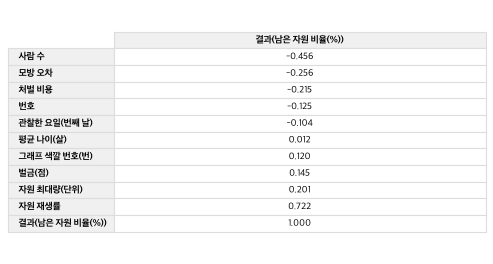 결과(남은 자원 비율(%))
사람 수 -0.456
모방 오차 -0.256
처벌 비용 -0.215
번호 -0.125
관찰한 요일(번째 날) -0.104
평균 나이(살) 0.012
그래프 색깔 번호(번) 0.120
벌금(점) 0.145
자원 최대량(단위) 0.201
자원 재생률 0.722
결과(남은 자원 비율(%)) 1.000